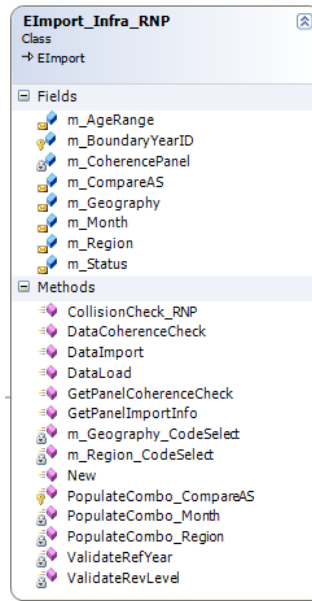 EImport_Infra_RNP
Class
EImport
Fields
m_AgeRange
m_BoundaryYearID
m_CoherencePanel
m_CompareAS
m_Geography
m_Month
m_Region
m_Status
Methods
CollisionCheck_RNP
DataCoherenceCheck
DataImport
DataLoad
GetPanelCoherenceCheck
GetPanelImportInfo
m_Geography_CodeSelect
m_Region_CodeSelect
New
PopulateCombo_CompareAS
PopulateCombo_Month
PopulateCombo_Region
ValidateRefYear
ValidateRevLevel